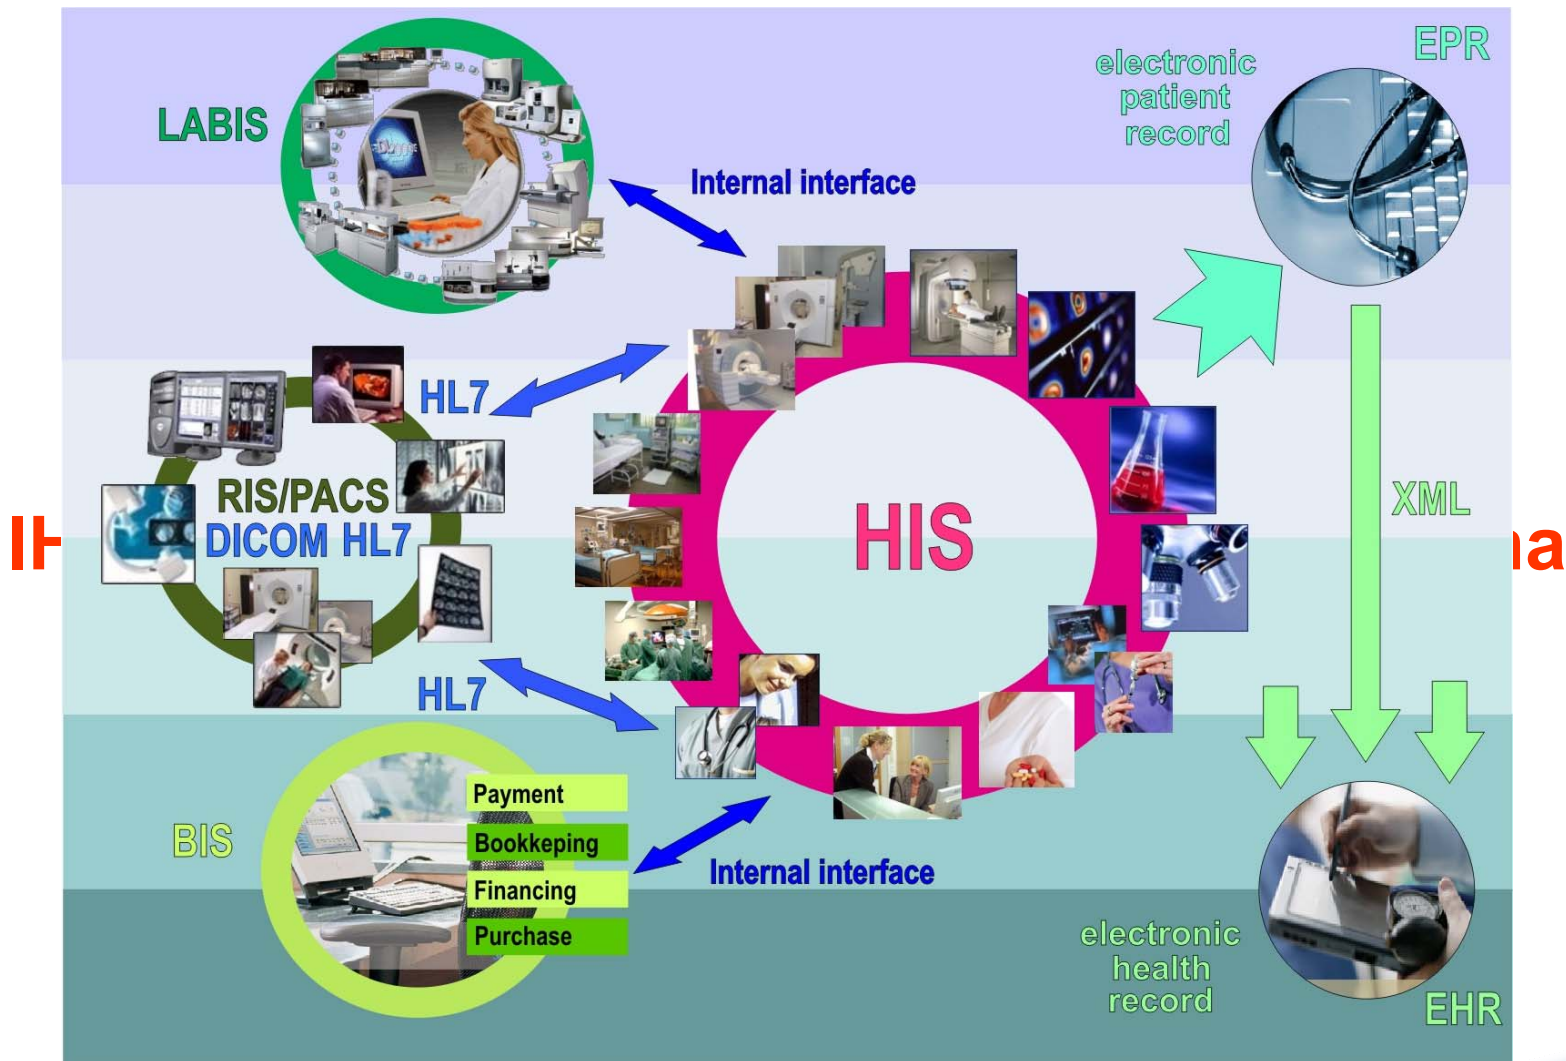 EPR
electronic
patient
record
LABIS
Internal interface
HL7
RIS/PACS
DICOM HL7
HIS
XML
HL7
BIS
Payment
Bookkeping
Financing
Purchase
Internal interface
electronic
health
record
EHR